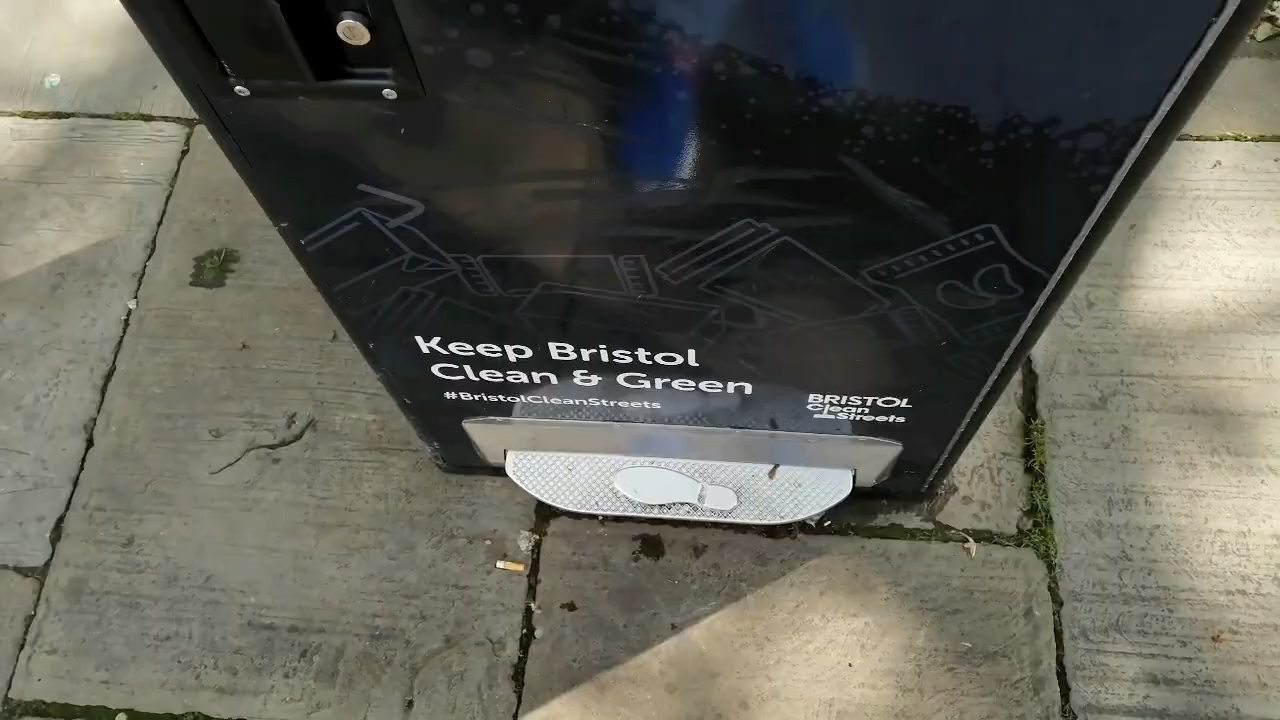 Keep Bristol
Clean & Green
#BristolCleanStreets
BRISTOL
Clean
Streets